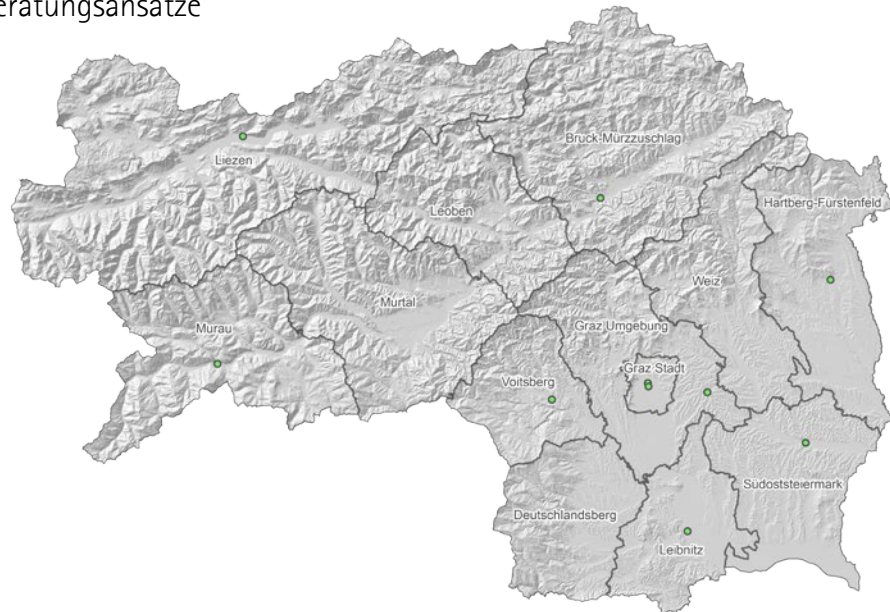 eratungsansätze
Bruck-Mürzzuschlag
Liezen
Hartberg-Fürstenfeld
Leoben
Weiz
Murtal
Murau
Graz Umgebung
Graz Stadt
Voitsberg
Südoststeiermark
Deutschlandsberg
Leibnitz